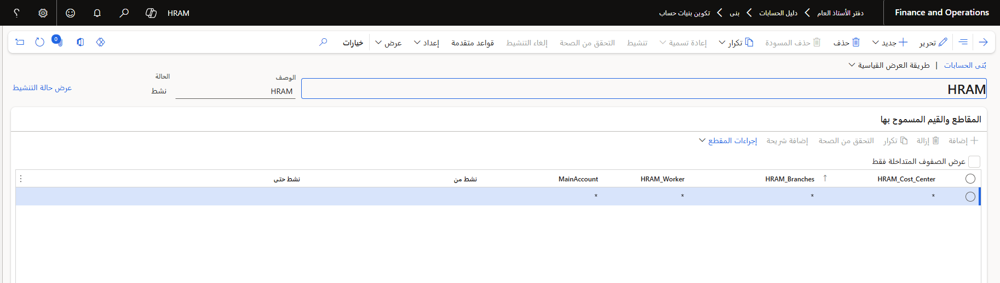 Finance and Operations دفتر الأستاذ العام دليل الحسابات بنى تكوين بنيات حساب HRAM ؟
تحرير جديد حذف حذف المسودة تكرار إعادة تسمية تنشيط التحقق من الصحة إلغاء التنشيط قواعد متقدمة إعداد عرض خيارات 0
بُنى الحسابات | طريقة العرض القياسية
الوصف الحالة
HRAM HRAM نشط عرض حالة التنشيط
المقاطع والقيم المسموح بها
إضافة إزالة تكرار التحقق من الصحة إضافة شريحة إجراءات المقطع
عرض الصفوف المتداخلة فقط
HRAM_Cost_Center HRAM_Branches HRAM_Worker MainAccount نشط من نشط حتى
* * * *